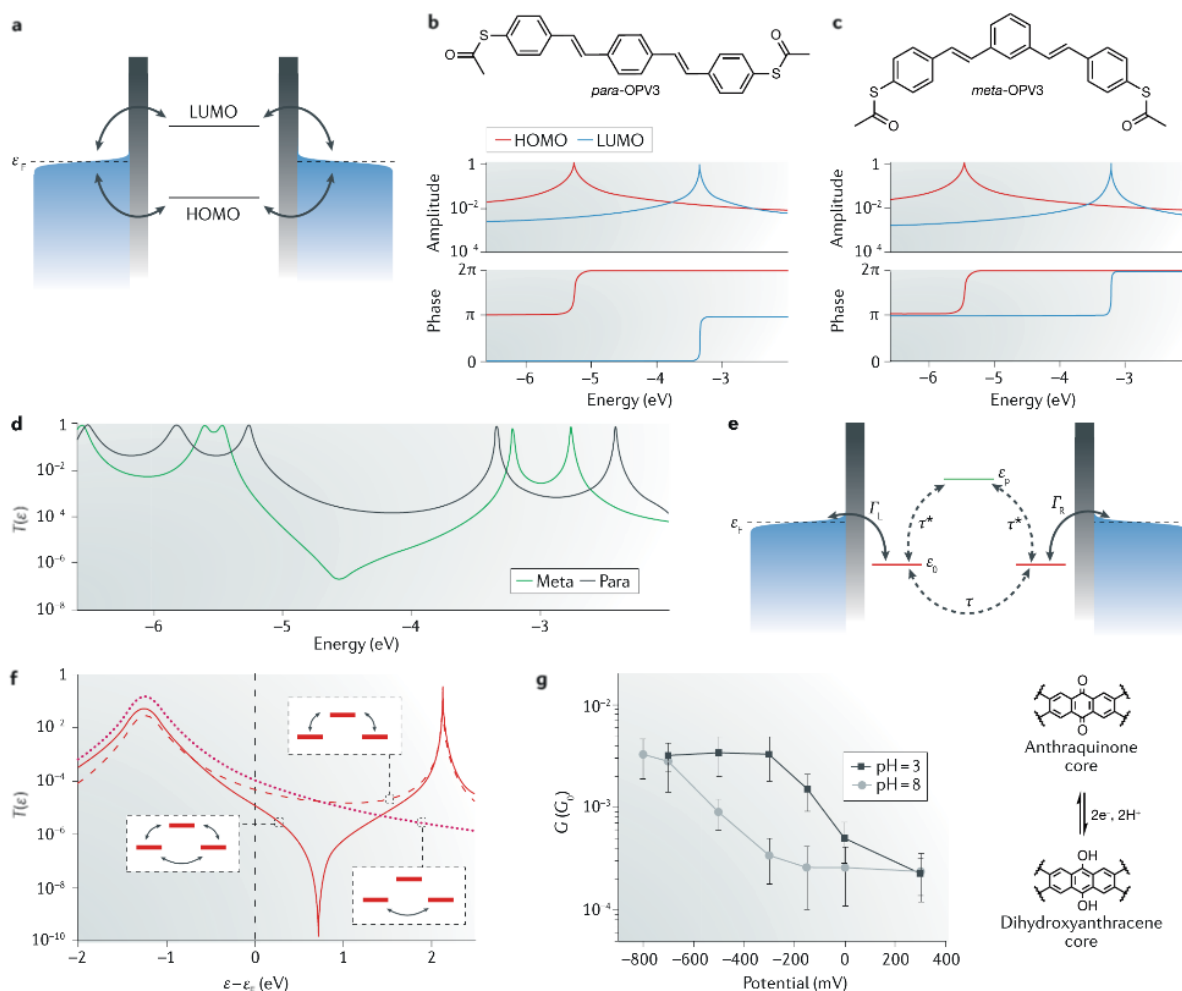 a
LUMO
ε_F
HOMO
b
S
O
S
O
para-OPV3
HOMO
LUMO
1
10⁻²
10⁻⁴
Amplitude
2π
π
0
Phase
−6
−5
−4
−3
Energy (eV)
c
S
O
S
O
meta-OPV3
1
10⁻²
10⁻⁴
Amplitude
2π
π
0
Phase
−6
−5
−4
−3
Energy (eV)
d
1
10⁻²
10⁻⁴
10⁻⁶
10⁻⁸
T(ε)
Meta
Para
−6
−5
−4
−3
Energy (eV)
e
ε_p
ε_F
Γ_L
τ*
τ*
Γ_R
ε₀
τ
f
1
10⁻²
10⁻⁴
10⁻⁶
10⁻⁸
10⁻¹⁰
T(ε)
−2
−1
0
1
2
ε−ε_F (eV)
g
10⁻²
10⁻³
10⁻⁴
G (G₀)
pH = 3
pH = 8
−800
−600
−400
−200
0
200
400
Potential (mV)
O
O
Anthraquinone
core
2e⁻, 2H⁺
OH
OH
Dihydroxyanthracene
core